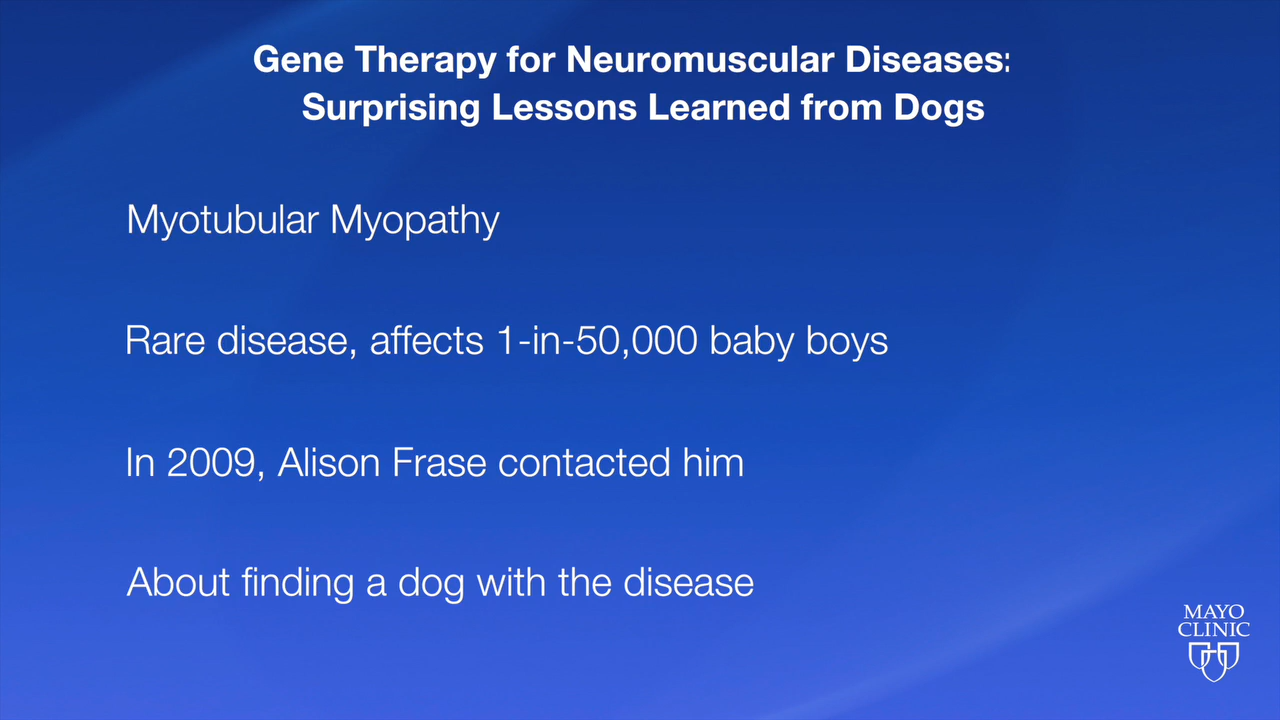 Gene Therapy for Neuromuscular Diseases:
Surprising Lessons Learned from Dogs
Myotubular Myopathy
Rare disease, affects 1-in-50,000 baby boys
In 2009, Alison Frase contacted him
About finding a dog with the disease
MAYO
CLINIC